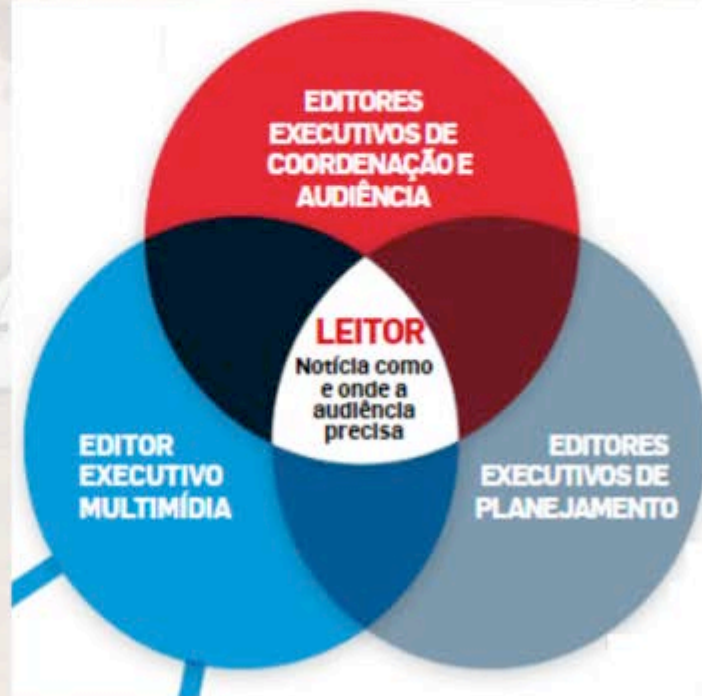 EDITORES
EXECUTIVOS DE
COORDENAÇÃO E
AUDIÊNCIA
LEITOR
Notícia como
e onde a
audiência
precisa
EDITOR
EXECUTIVO
MULTIMÍDIA
EDITORES
EXECUTIVOS DE
PLANEJAMENTO